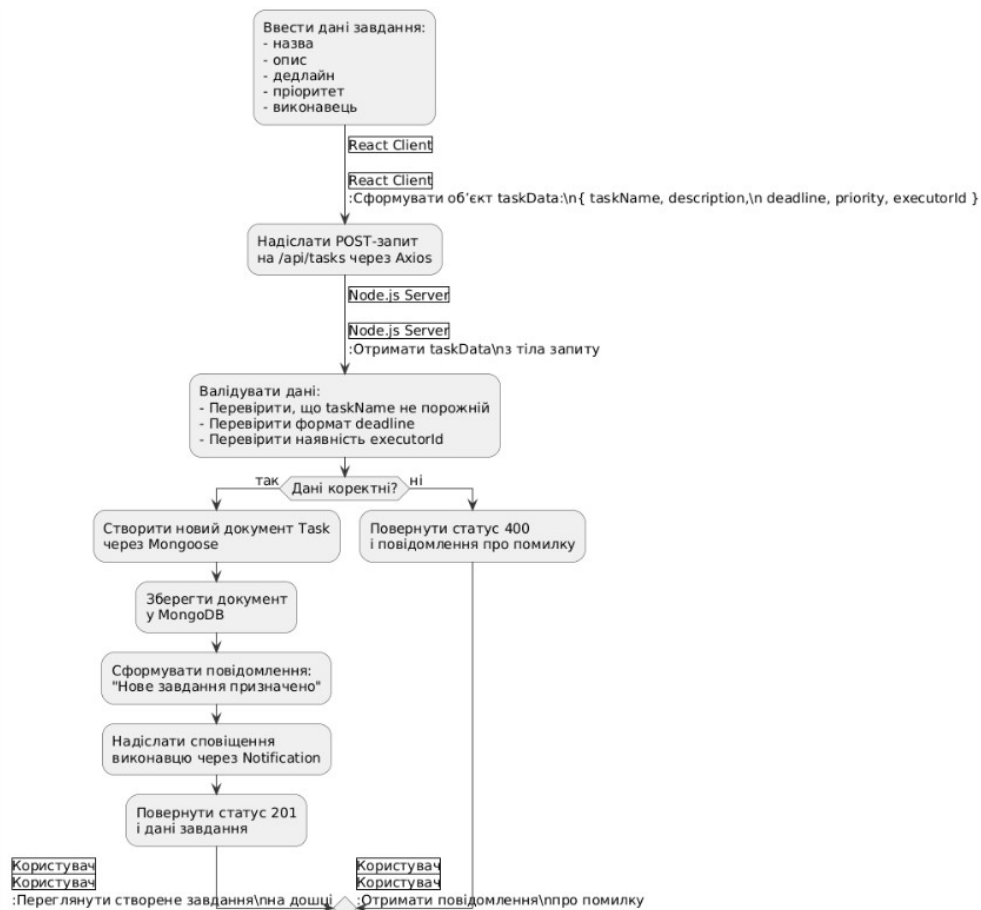 Ввести дані завдання:
- назва
- опис
- дедлайн
- пріоритет
- виконавець
React Client
React Client
:Сформувати об'єкт taskData:\n{ taskName, description,\n deadline, priority, executorId }
Надіслати POST-запит
на /api/tasks через Axios
Node.js Server
Node.js Server
:Отримати taskData\nз тіла запиту
Валідувати дані:
- Перевірити, що taskName не порожній
- Перевірити формат deadline
- Перевірити наявність executorId
так
Дані коректні?
ні
Створити новий документ Task
через Mongoose
Повернути статус 400
і повідомлення про помилку
Зберегти документ
у MongoDB
Сформувати повідомлення:
"Нове завдання призначено"
Надіслати сповіщення
виконавцю через Notification
Повернути статус 201
і дані завдання
Користувач
Користувач
:Переглянути створене завдання\nна дошці
Користувач
Користувач
:Отримати повідомлення\nпро помилку